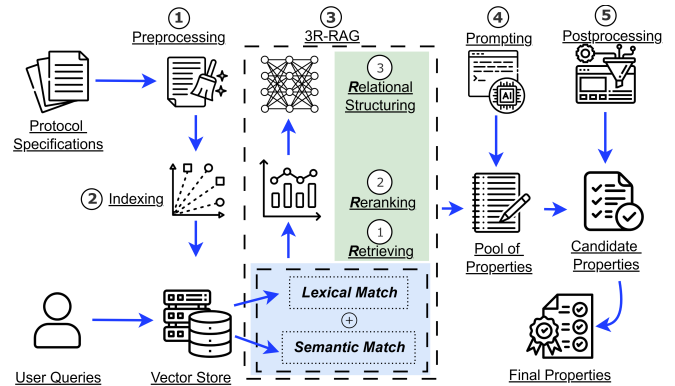 1
Preprocessing
3
3R-RAG
4
Prompting
5
Postprocessing
Protocol
Specifications
3
Relational
Structuring
>_
AI
2 Indexing
2
Reranking
1
Retrieving
Pool of
Properties
Candidate
Properties
Lexical Match
+
Semantic Match
User Queries
Vector Store
Final Properties